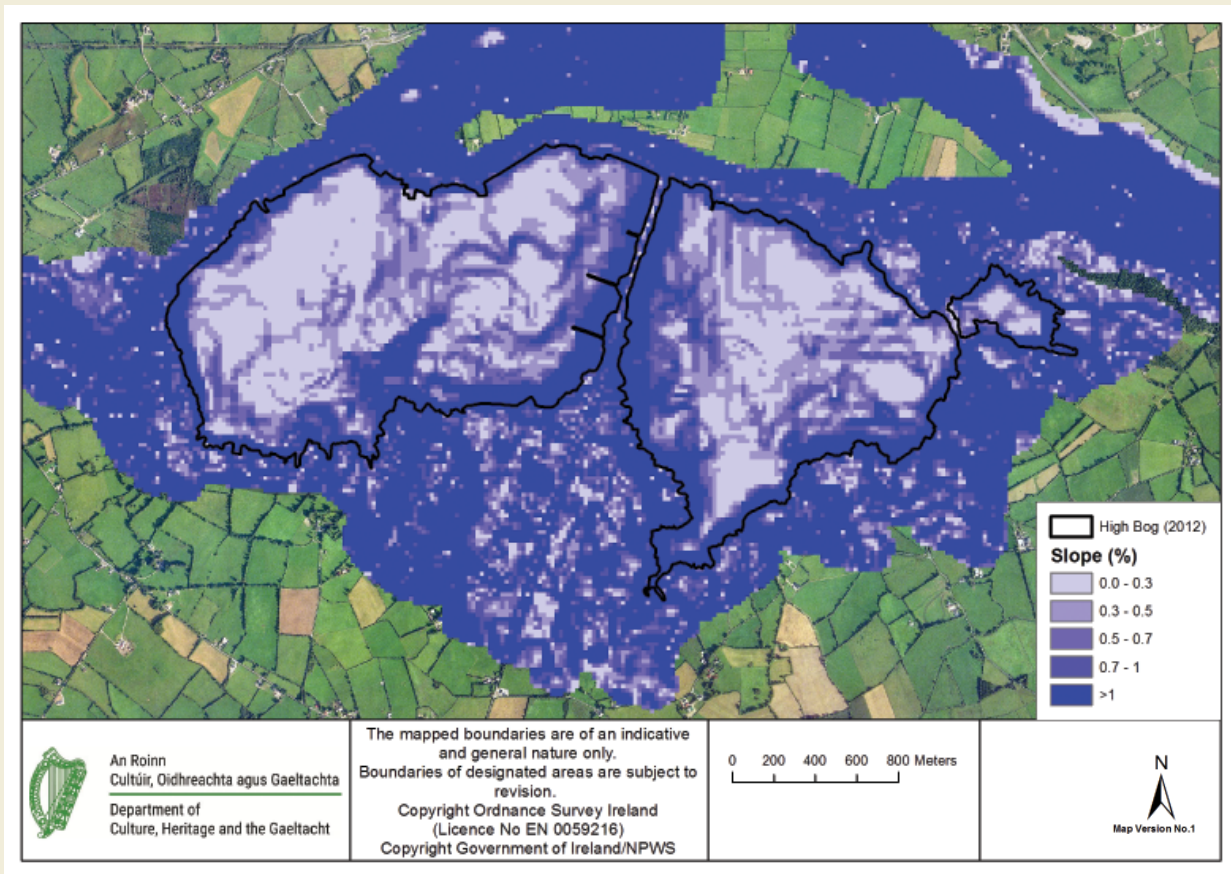 High Bog (2012)
Slope (%)
0.0 - 0.3
0.3 - 0.5
0.5 - 0.7
0.7 - 1
>1
An Roinn
Cultúir, Oidhreachta agus Gaeltachta
Department of
Culture, Heritage and the Gaeltacht
The mapped boundaries are of an indicative
and general nature only.
Boundaries of designated areas are subject to
revision.
Copyright Ordnance Survey Ireland
(Licence No EN 0059216)
Copyright Government of Ireland/NPWS
0 200 400 600 800 Meters
N
Map Version No.1